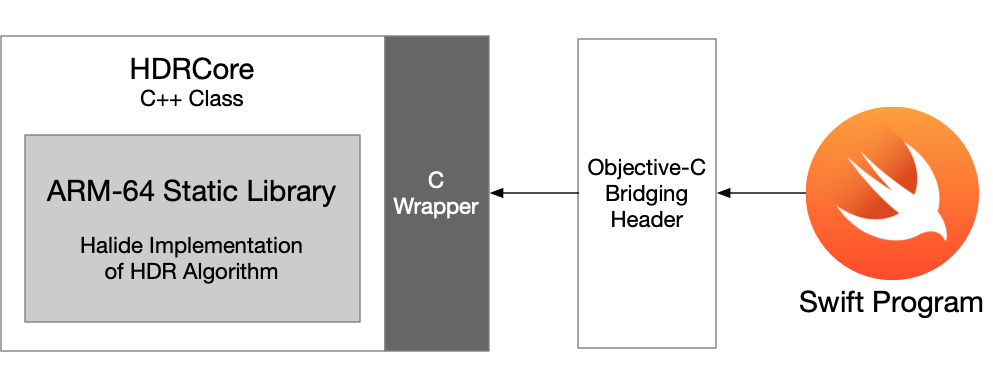 HDRCore
C++ Class
ARM-64 Static Library
Halide Implementation
of HDR Algorithm
C
Wrapper
Objective-C
Bridging
Header
Swift Program